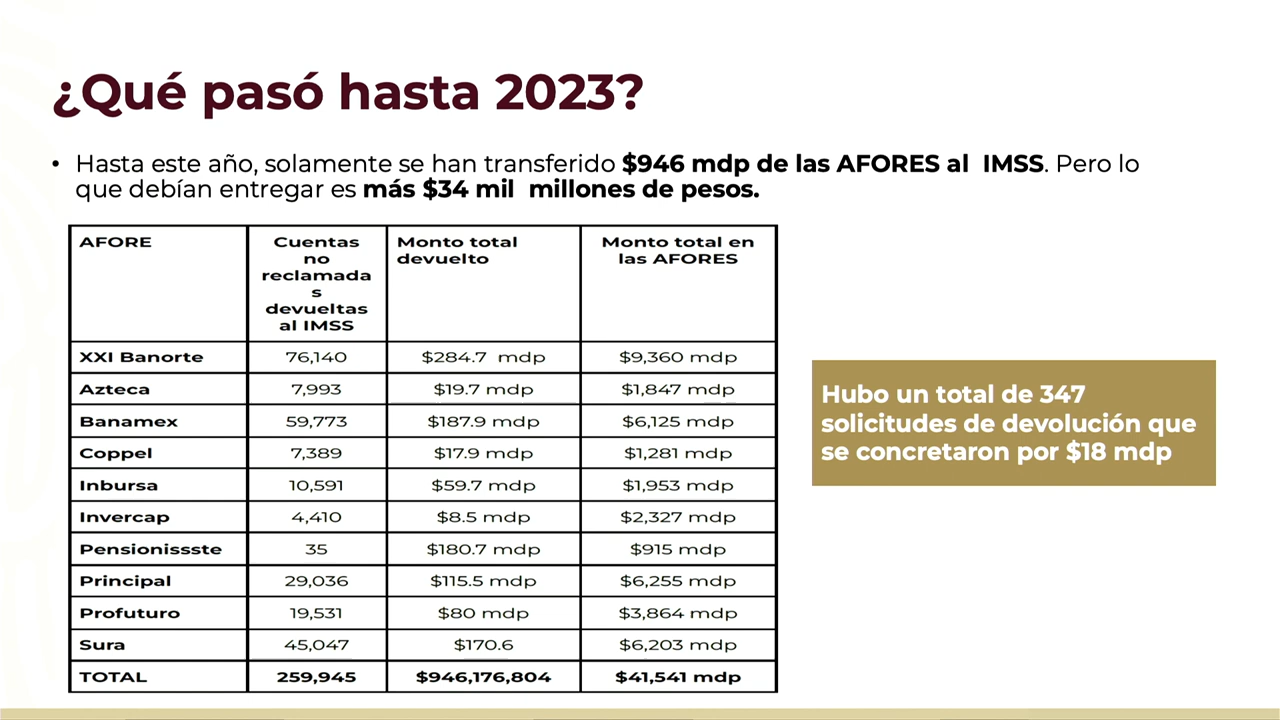 ¿Qué pasó hasta 2023?
• Hasta este año, solamente se han transferido $946 mdp de las AFORES al IMSS. Pero lo
que debían entregar es más $34 mil millones de pesos.
AFORE
Cuentas
no
reclamada
s
devueltas
al IMSS
Monto total
devuelto
Monto total en
las AFORES
XXI Banorte 76,140 $284.7 mdp $9,360 mdp
Azteca 7,993 $19.7 mdp $1,847 mdp
Banamex 59,773 $187.9 mdp $6,125 mdp
Coppel 7,389 $17.9 mdp $1,281 mdp
Inbursa 10,591 $59.7 mdp $1,953 mdp
Invercap 4,410 $8.5 mdp $2,327 mdp
Pensionissste 35 $180.7 mdp $915 mdp
Principal 29,036 $115.5 mdp $6,255 mdp
Profuturo 19,531 $80 mdp $3,864 mdp
Sura 45,047 $170.6 $6,203 mdp
TOTAL 259,945 $946,176,804 $41,541 mdp
Hubo un total de 347
solicitudes de devolución que
se concretaron por $18 mdp